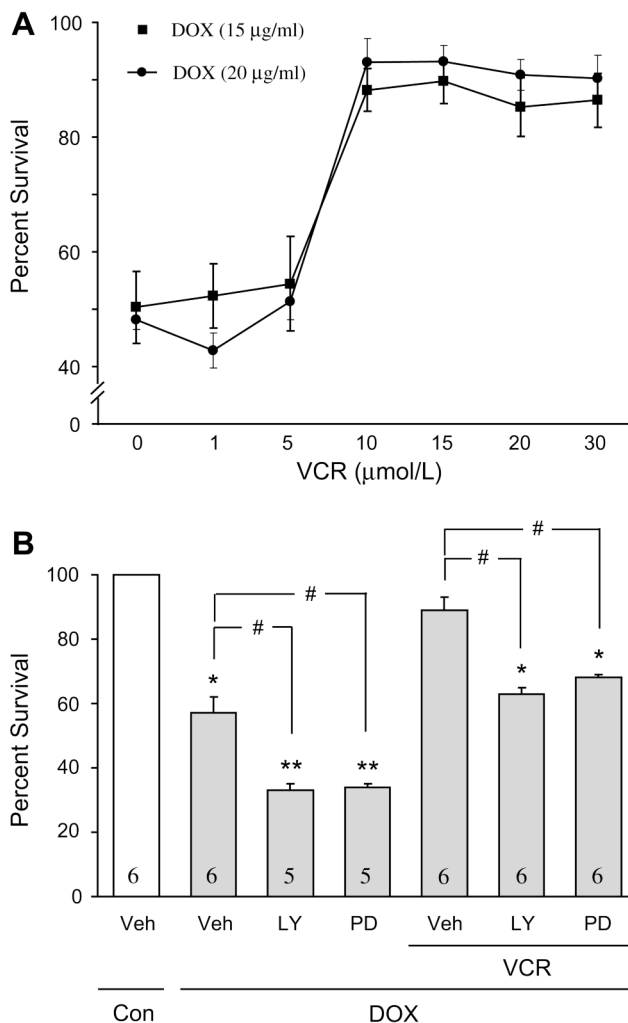 A
DOX (15 μg/ml)
DOX (20 μg/ml)
Percent Survival
100
80
60
40
0
0 1 5 10 15 20 30
VCR (μmol/L)
B
Percent Survival
100
80
60
40
20
0
#
#
#
#
*
**
**
*
*
6 6 5 5 6 6 6
Veh Veh LY PD Veh LY PD
VCR
Con DOX